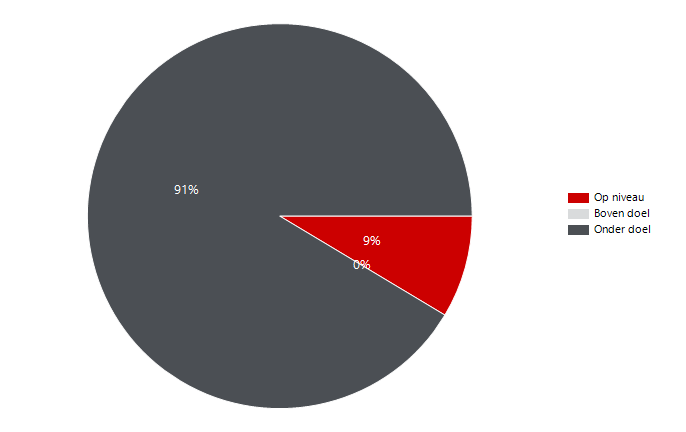 91%
9%
0%
Op niveau
Boven doel
Onder doel